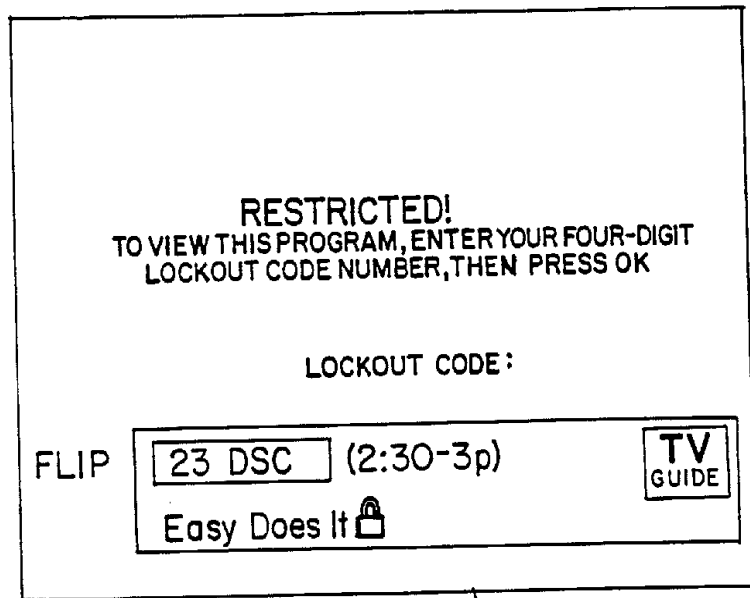 RESTRICTED!
TO VIEW THIS PROGRAM, ENTER YOUR FOUR-DIGIT
LOCKOUT CODE NUMBER, THEN PRESS OK
LOCKOUT CODE:
FLIP
23 DSC (2:30-3p)
TV
GUIDE
Easy Does It